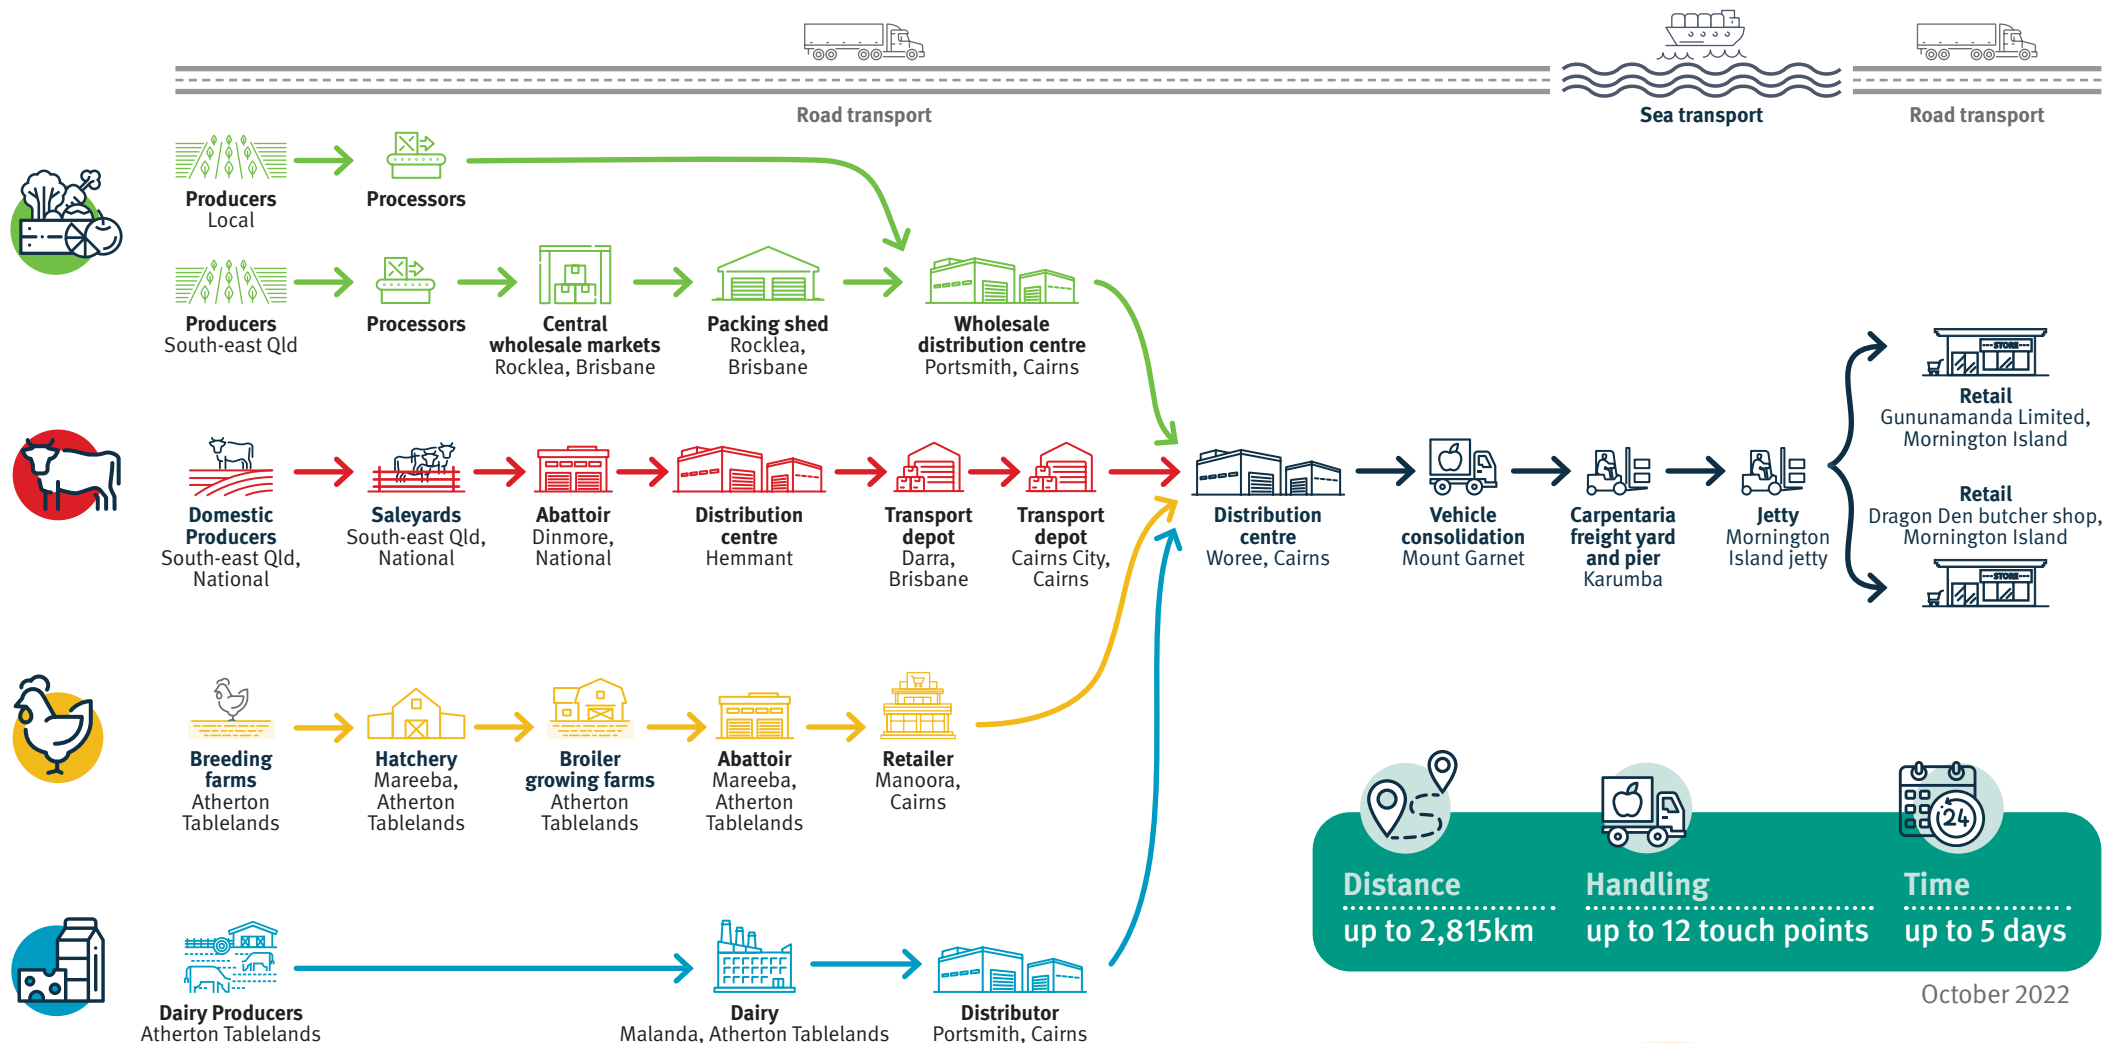 Road transport
Sea transport
Road transport
Producers
Local
Processors
Producers
South-east Qld
Processors
Central
wholesale markets
Rocklea, Brisbane
Packing shed
Rocklea,
Brisbane
Wholesale
distribution centre
Portsmith, Cairns
Domestic
Producers
South-east Qld,
National
Saleyards
South-east Qld,
National
Abattoir
Dinmore,
National
Distribution
centre
Hemmant
Transport
depot
Darra,
Brisbane
Transport
depot
Cairns City,
Cairns
Distribution
centre
Woree, Cairns
Vehicle
consolidation
Mount Garnet
Carpentaria
freight yard
and pier
Karumba
Jetty
Mornington
Island jetty
STORE
Retail
Gununamanda Limited,
Mornington Island
Retail
Dragon Den butcher shop,
Mornington Island
STORE
Breeding
farms
Atherton
Tablelands
Hatchery
Mareeba,
Atherton
Tablelands
Broiler
growing farms
Atherton
Tablelands
Abattoir
Mareeba,
Atherton
Tablelands
Retailer
Manoora,
Cairns
Dairy Producers
Atherton Tablelands
Dairy
Malanda, Atherton Tablelands
Distributor
Portsmith, Cairns
24
Distance
up to 2,815km
Handling
up to 12 touch points
Time
up to 5 days
October 2022